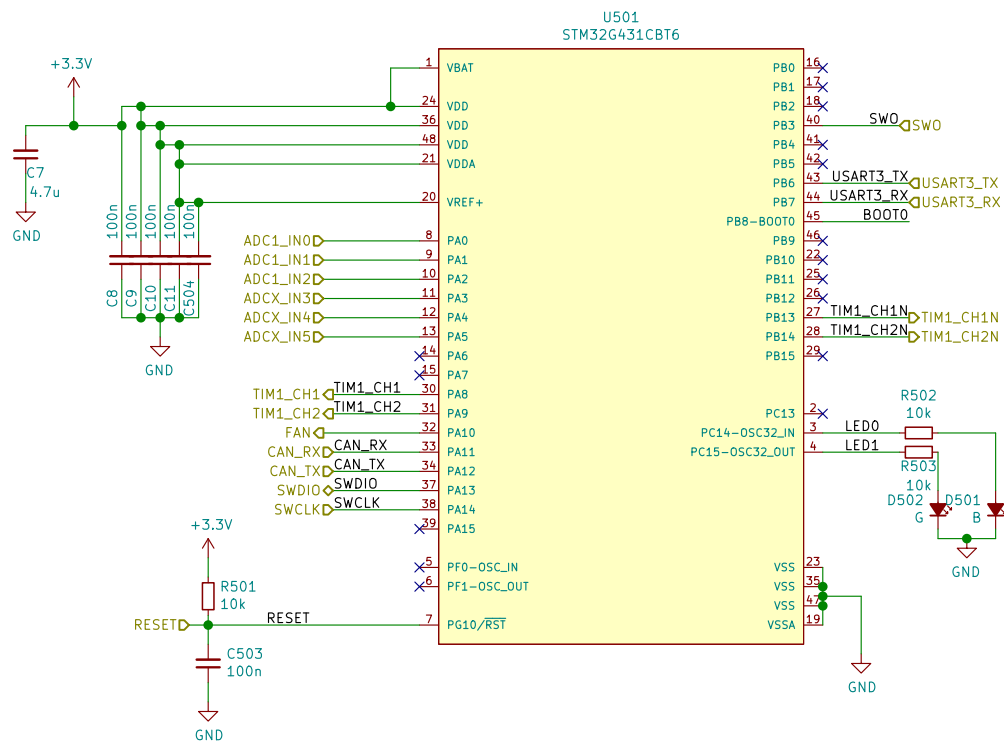 U501
STM32G431CBT6
+3.3V
C7
4.7u
GND
100n
100n
100n
100n
100n
C8
C9
C10
C11
C504
GND
1 VBAT
24 VDD
36 VDD
48 VDD
21 VDDA
20 VREF+
ADC1_IN0 8 PA0
ADC1_IN1 9 PA1
ADC1_IN2 10 PA2
ADCX_IN3 11 PA3
ADCX_IN4 12 PA4
ADCX_IN5 13 PA5
14 PA6
15 PA7
TIM1_CH1 TIM1_CH1 30 PA8
TIM1_CH2 TIM1_CH2 31 PA9
FAN 32 PA10
CAN_RX CAN_RX 33 PA11
CAN_TX CAN_TX 34 PA12
SWDIO SWDIO 37 PA13
SWCLK SWCLK 38 PA14
39 PA15
5 PF0-OSC_IN
6 PF1-OSC_OUT
RESET RESET 7 PG10/RST
+3.3V
R501
10k
C503
100n
GND
PB0 16
PB1 17
PB2 18
PB3 40 SWO SWO
PB4 41
PB5 42
PB6 43 USART3_TX USART3_TX
PB7 44 USART3_RX USART3_RX
PB8-BOOT0 45 BOOT0
PB9 46
PB10 22
PB11 25
PB12 26
PB13 27 TIM1_CH1N TIM1_CH1N
PB14 28 TIM1_CH2N TIM1_CH2N
PB15 29
PC13 2
PC14-OSC32_IN 3 LED0
PC15-OSC32_OUT 4 LED1
R502
10k
R503
10k
D502
G
D501
B
GND
VSS 23
VSS 35
VSS 47
VSSA 19
GND